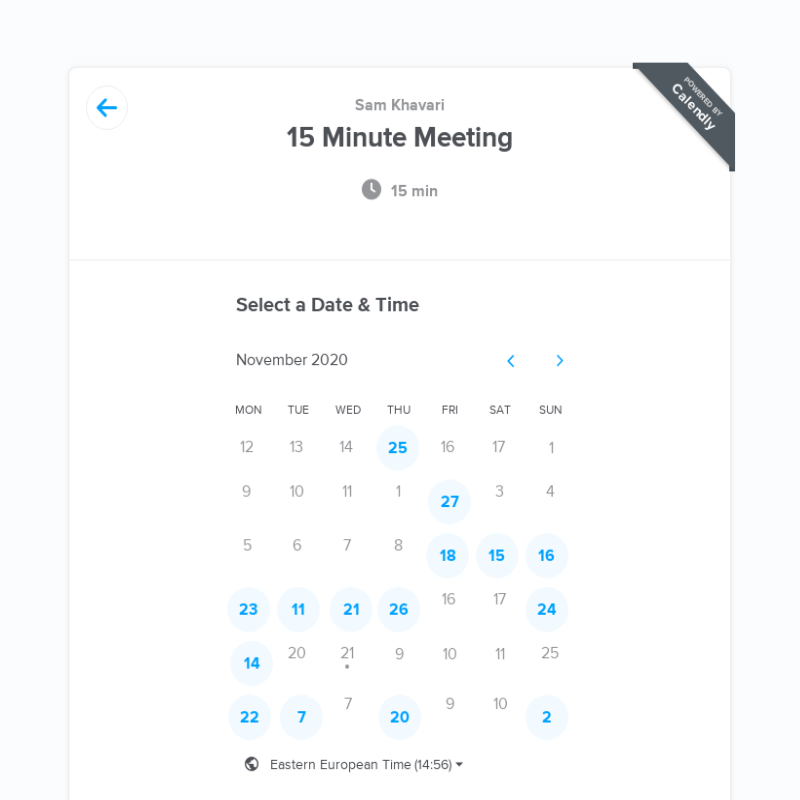 POWERED BY
Calendly
Sam Khavari
15 Minute Meeting
15 min
Select a Date & Time
November 2020
MON TUE WED THU FRI SAT SUN
12 13 14 25 16 17 1
9 10 11 1 27 3 4
5 6 7 8 18 15 16
23 11 21 26 16 17 24
14 20 21 9 10 11 25
22 7 7 20 9 10 2
Eastern European Time (14:56)